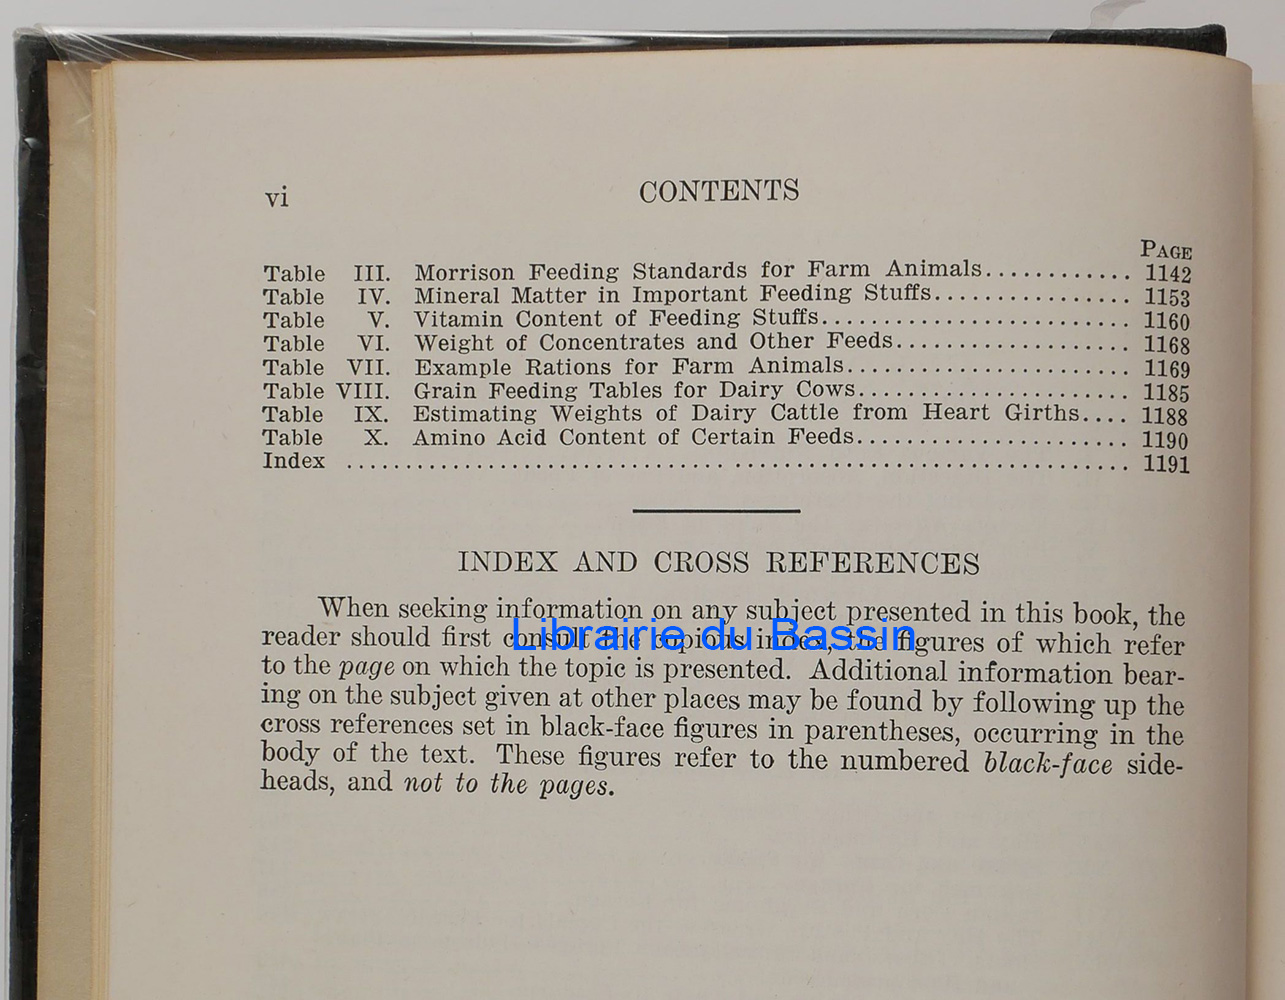 vi CONTENTS
PAGE
Table III. Morrison Feeding Standards for Farm Animals............ 1142
Table IV. Mineral Matter in Important Feeding Stuffs................ 1153
Table V. Vitamin Content of Feeding Stuffs......................... 1160
Table VI. Weight of Concentrates and Other Feeds................... 1168
Table VII. Example Rations for Farm Animals....................... 1169
Table VIII. Grain Feeding Tables for Dairy Cows...................... 1185
Table IX. Estimating Weights of Dairy Cattle from Heart Girths.... 1188
Table X. Amino Acid Content of Certain Feeds...................... 1190
Index .................................................................. 1191
INDEX AND CROSS REFERENCES
When seeking information on any subject presented in this book, the
reader should first consult the copious index, the figures of which refer
Librairie du Bassin
to the page on which the topic is presented. Additional information bear-
ing on the subject given at other places may be found by following up the
cross references set in black-face figures in parentheses, occurring in the
body of the text. These figures refer to the numbered black-face side-
heads, and not to the pages.